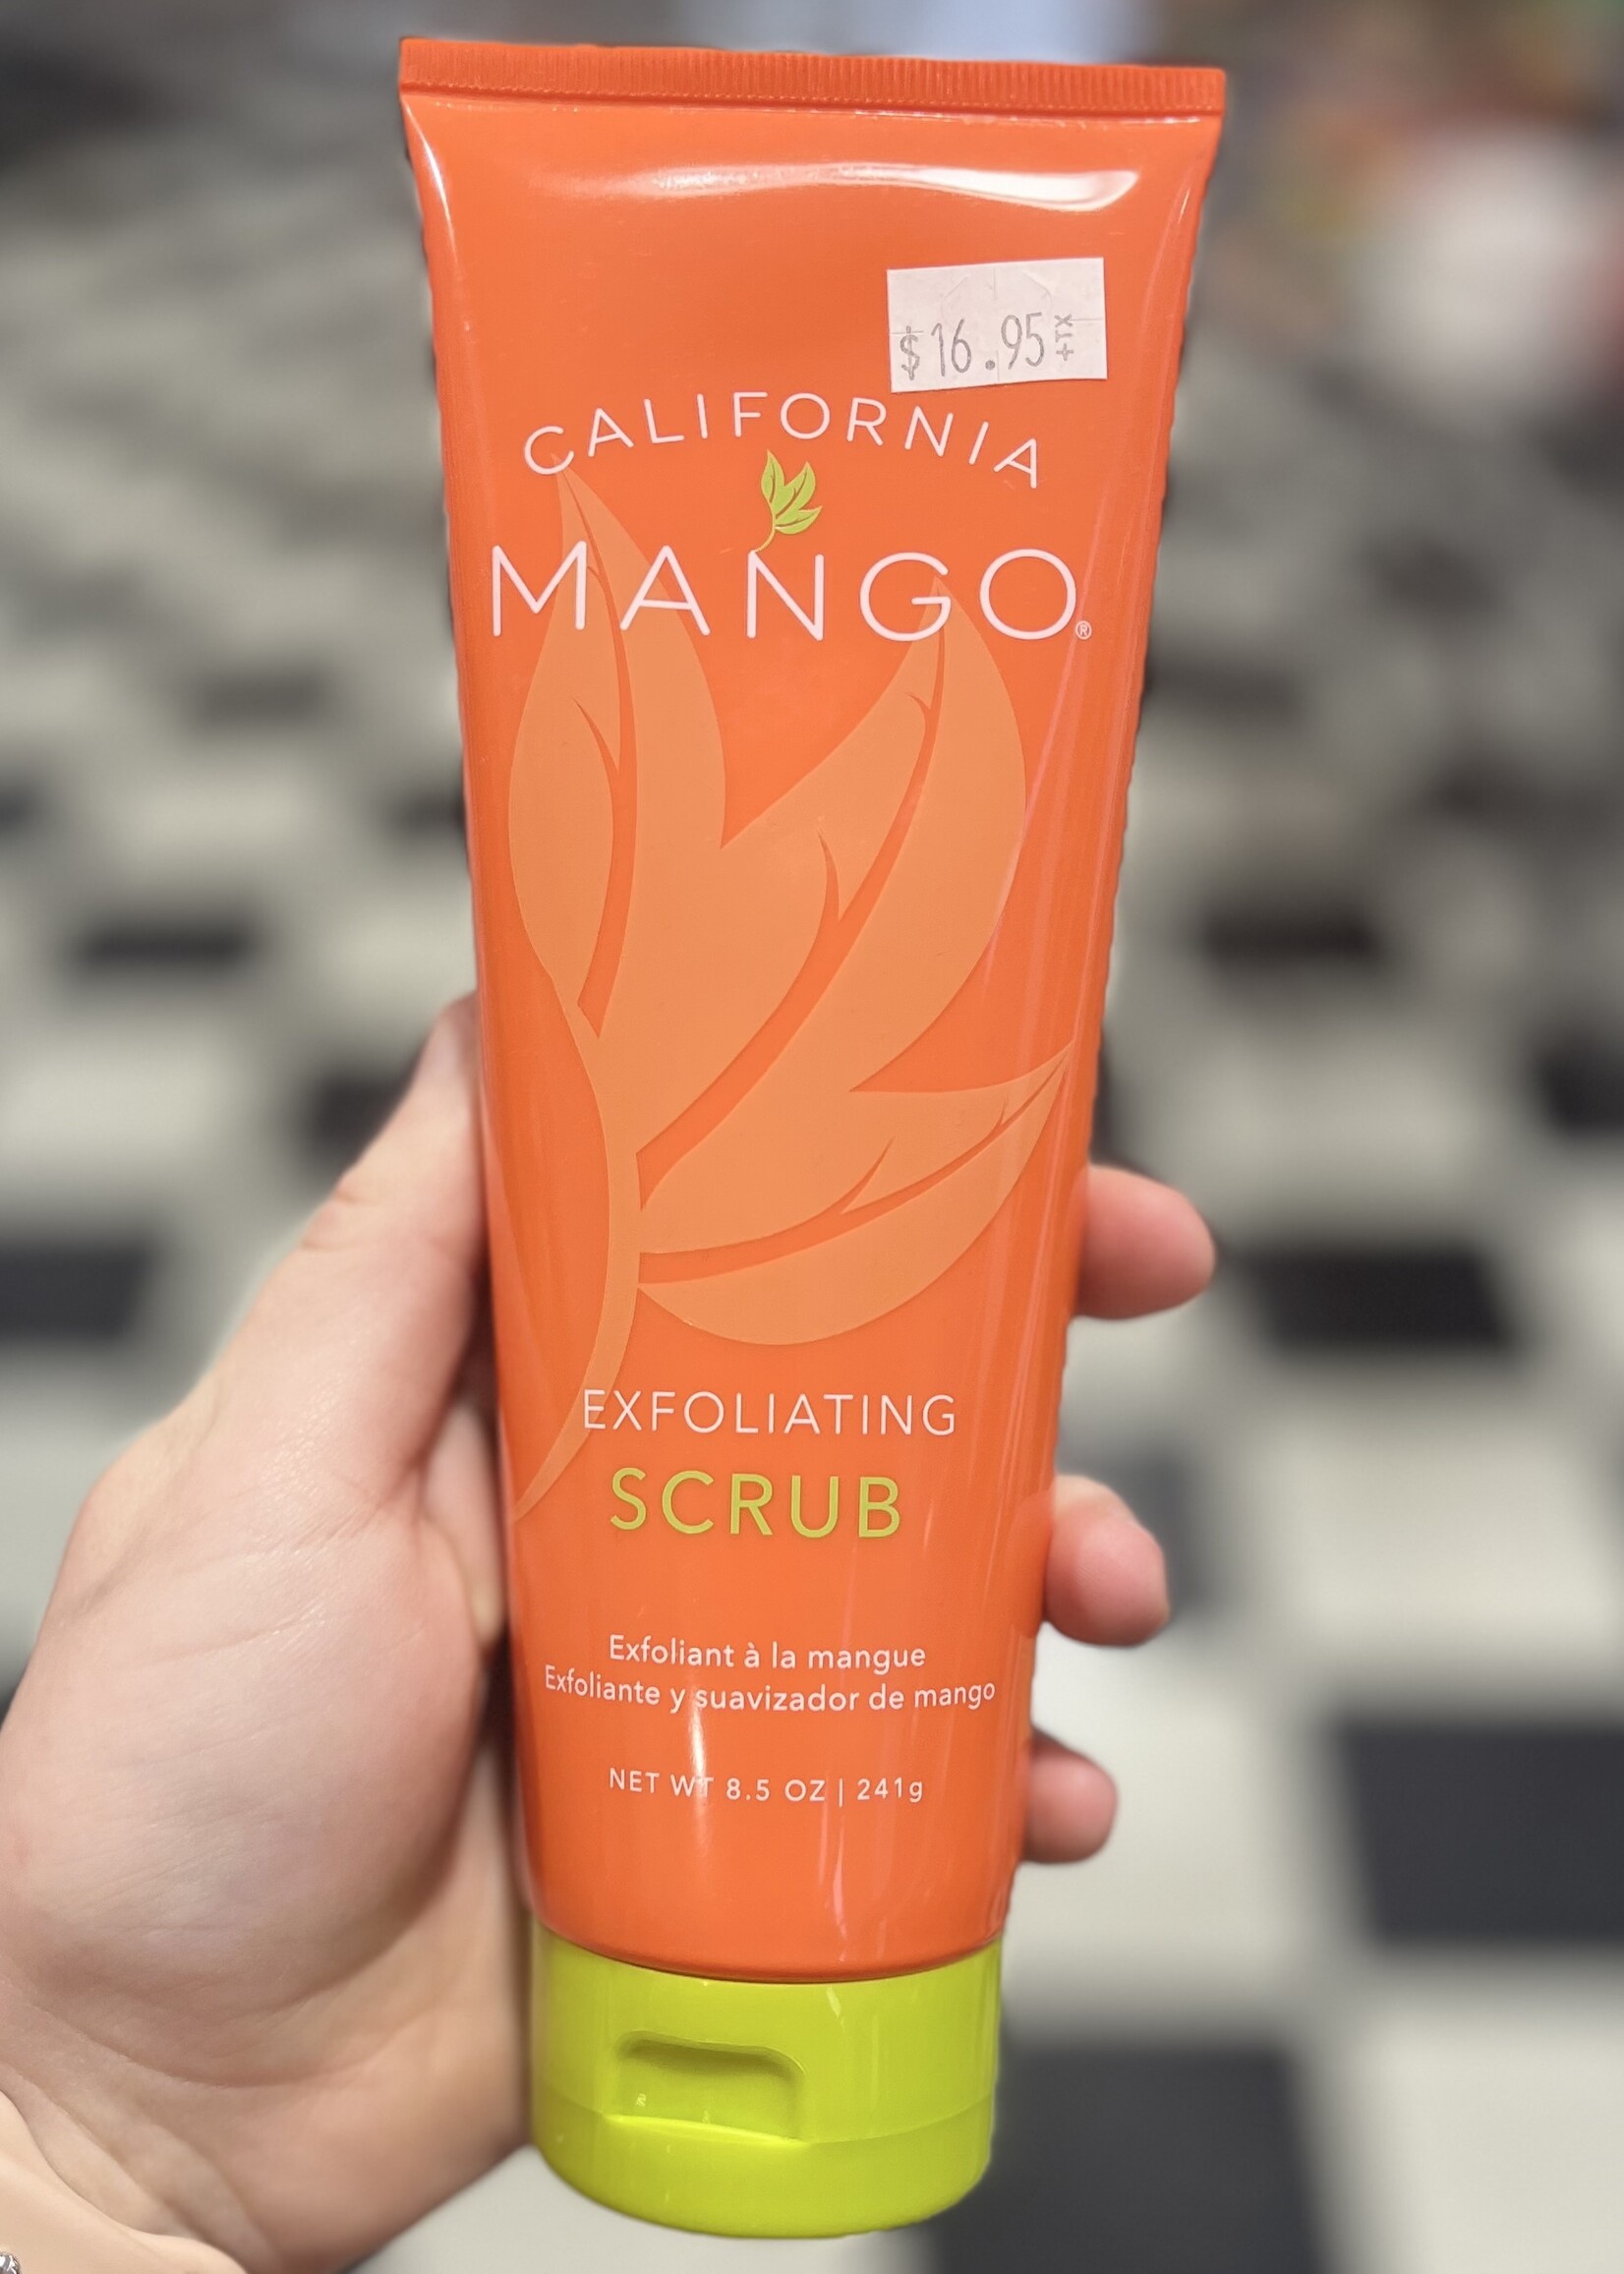 $16.95 +TX
CALIFORNIA
MANGO®
EXFOLIATING
SCRUB
Exfoliant à la mangue
Exfoliante y suavizador de mango
NET WT 8.5 OZ | 241g